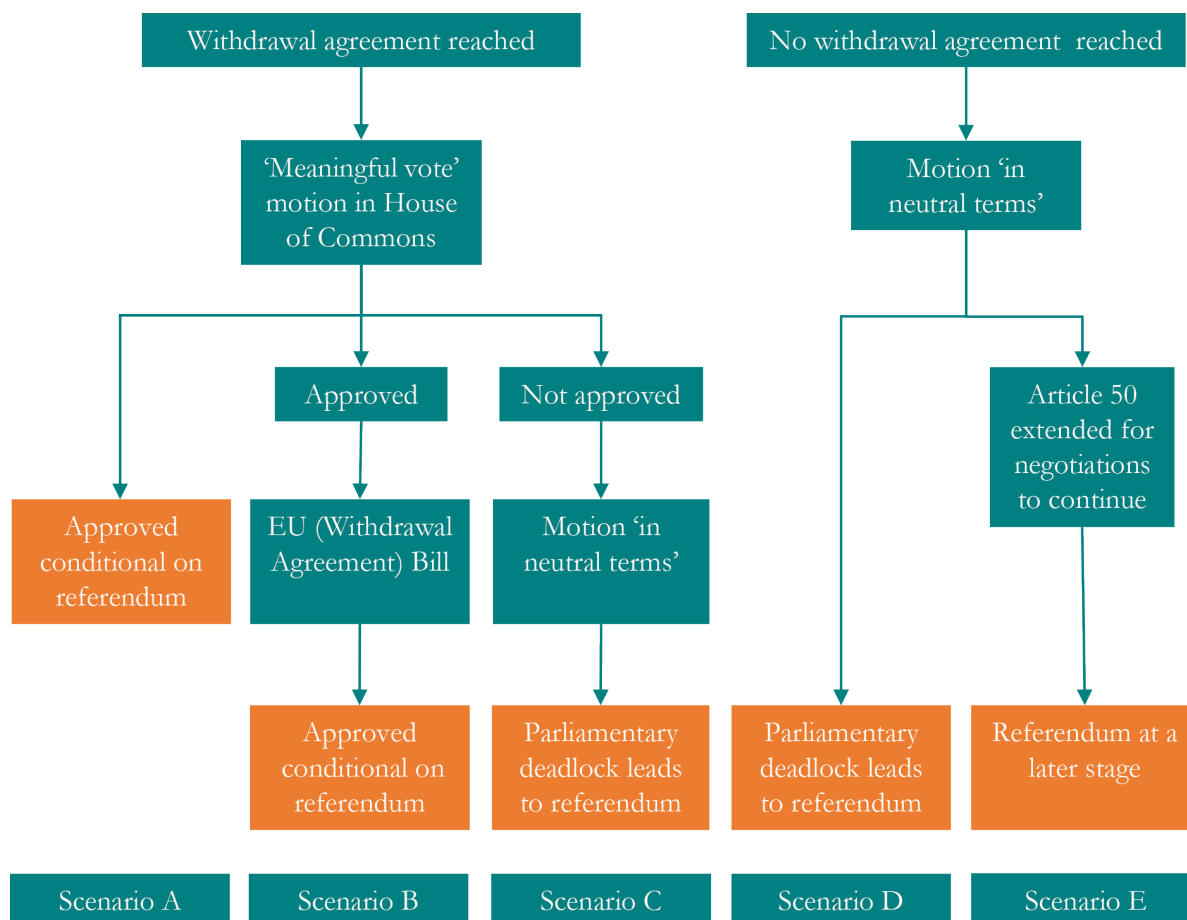 Withdrawal agreement reached
No withdrawal agreement reached
‘Meaningful vote’
motion in House
of Commons
Motion ‘in
neutral terms’
Approved
Not approved
Article 50
extended for
negotiations
to continue
Approved
conditional on
referendum
EU (Withdrawal
Agreement) Bill
Motion ‘in
neutral terms’
Approved
conditional on
referendum
Parliamentary
deadlock leads
to referendum
Parliamentary
deadlock leads
to referendum
Referendum at a
later stage
Scenario A
Scenario B
Scenario C
Scenario D
Scenario E